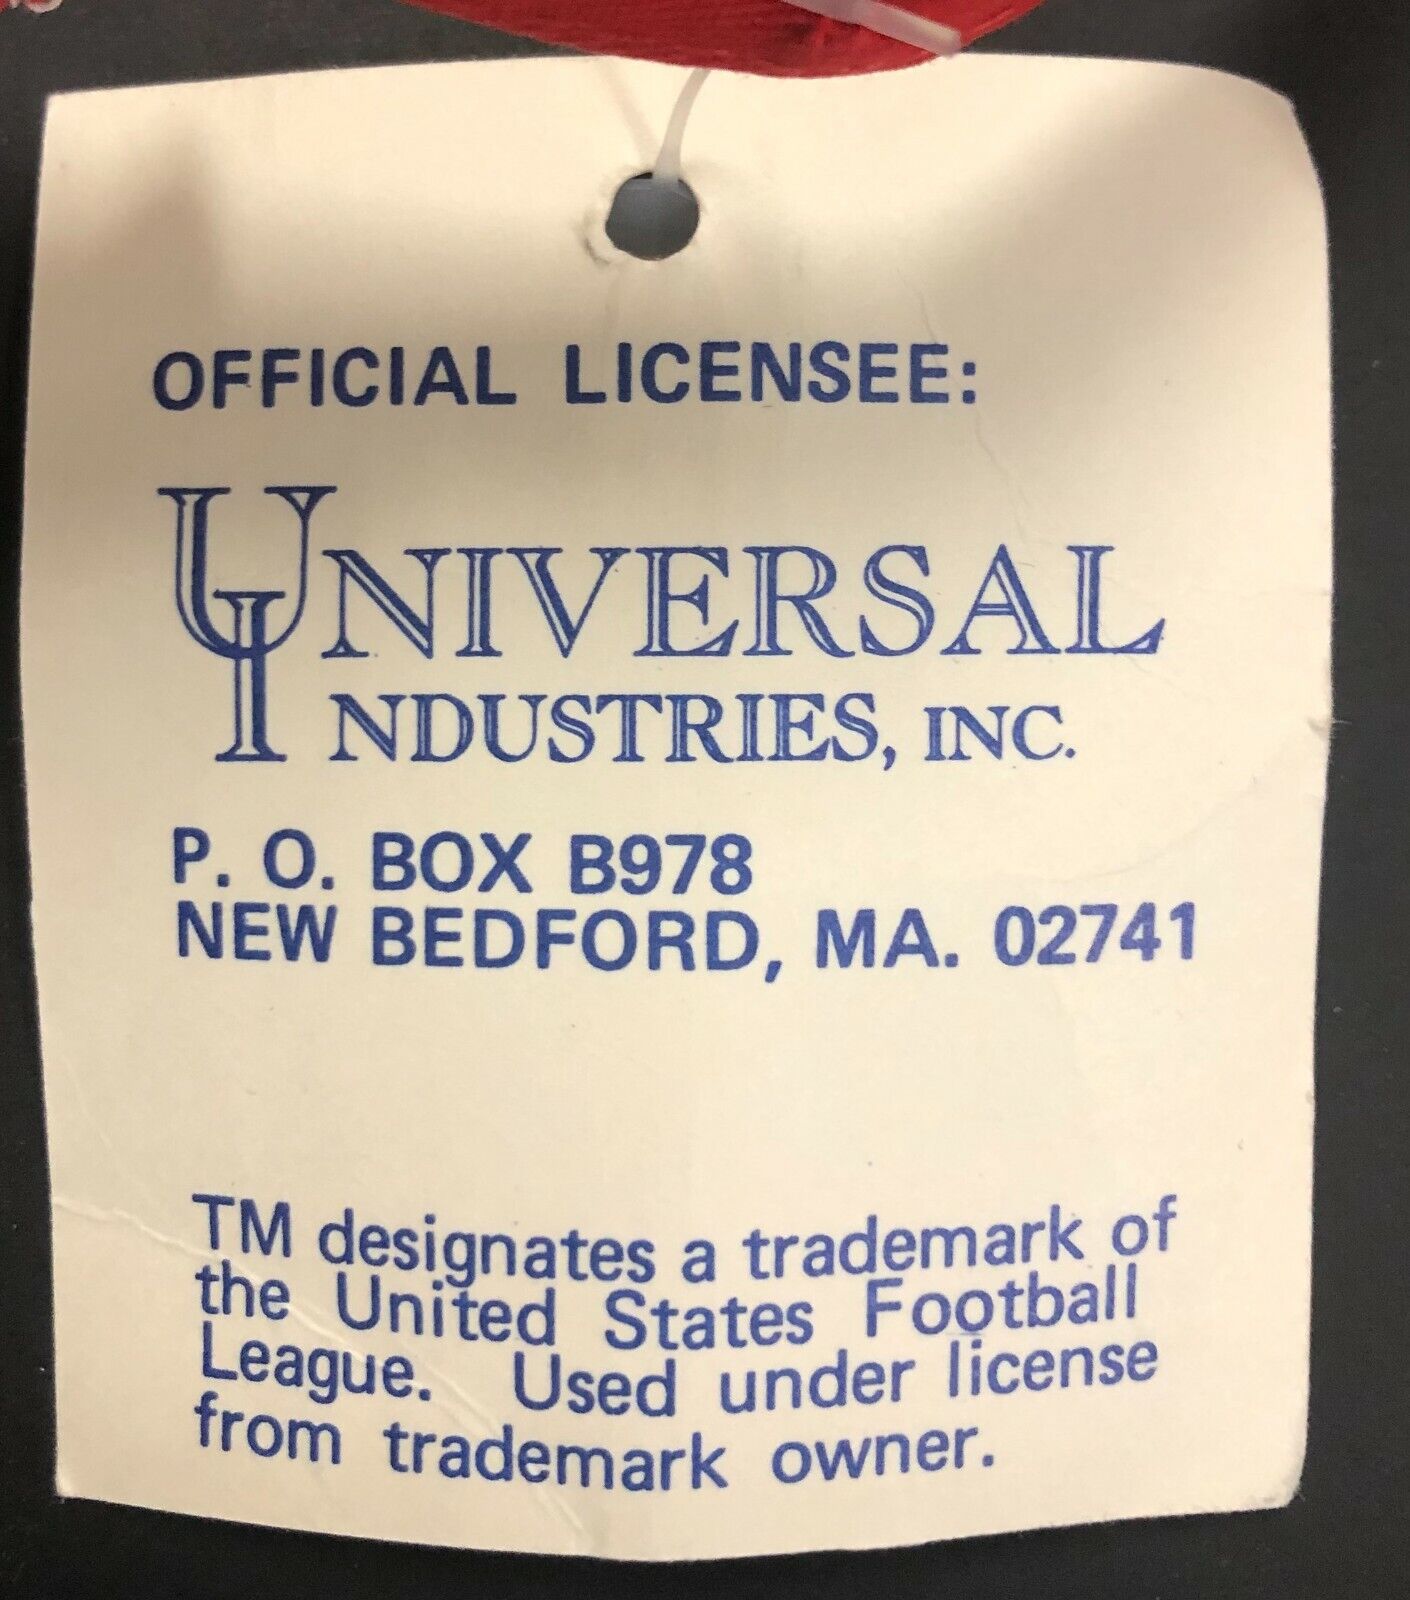 OFFICIAL LICENSEE:
UNIVERSAL
INDUSTRIES, INC.
P. O. BOX B978
NEW BEDFORD, MA. 02741
TM designates a trademark of
the United States Football
League. Used under license
from trademark owner.